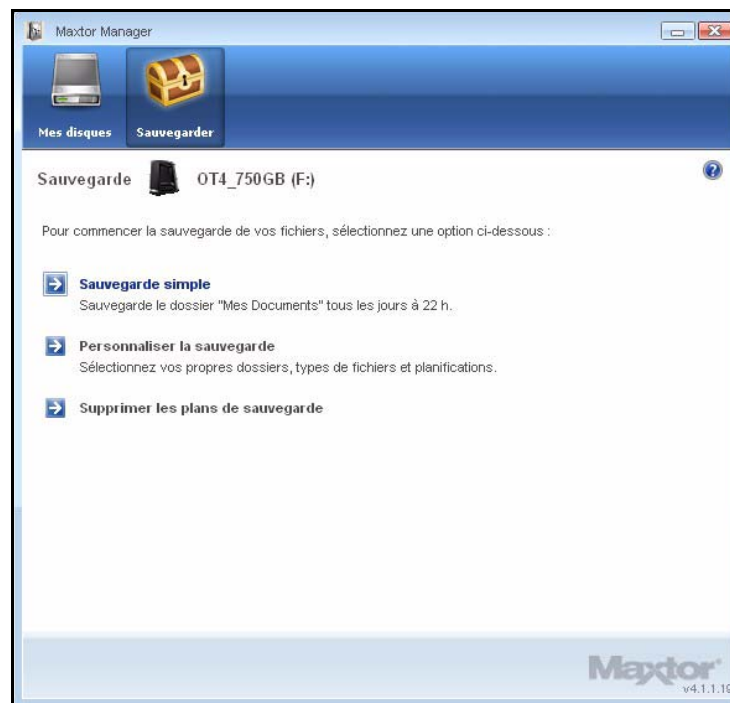 Maxtor Manager
Mes disques
Sauvegarder
Sauvegarde OT4_750GB (F:)
Pour commencer la sauvegarde de vos fichiers, sélectionnez une option ci-dessous :
Sauvegarde simple
Sauvegarde le dossier "Mes Documents" tous les jours à 22 h.
Personnaliser la sauvegarde
Sélectionnez vos propres dossiers, types de fichiers et planifications.
Supprimer les plans de sauvegarde
Maxtor